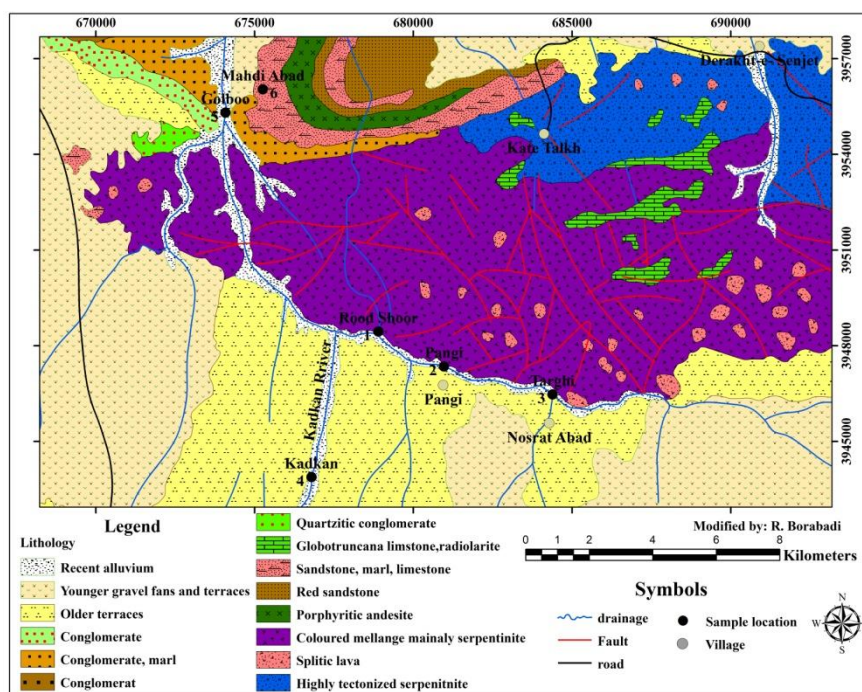 670000 675000 680000 685000 690000
3957000
3954000
3951000
3948000
3945000
Derakht-e- Senjet
Mahdi Abad
6
Golboo
5
Kate Talkh
Rood Shoor
1
Pangi
2
Pangi
Targhi
3
Nosrat Abad
Kadkan Rriver
Kadkan
4
Legend
Lithology
Recent alluvium
Younger gravel fans and terraces
Older terraces
Conglomerate
Conglomerate, marl
Conglomerat
Quartzitic conglomerate
Globotruncana limstone,radiolarite
Sandstone, marl, limestone
Red sandstone
Porphyritic andesite
Coloured mellange mainaly serpentinite
Splitic lava
Highly tectonized serpenitnite
Modified by: R. Borabadi
0 1 2 4 6 8
Kilometers
Symbols
drainage
Fault
road
Sample location
Village
N
W E
S